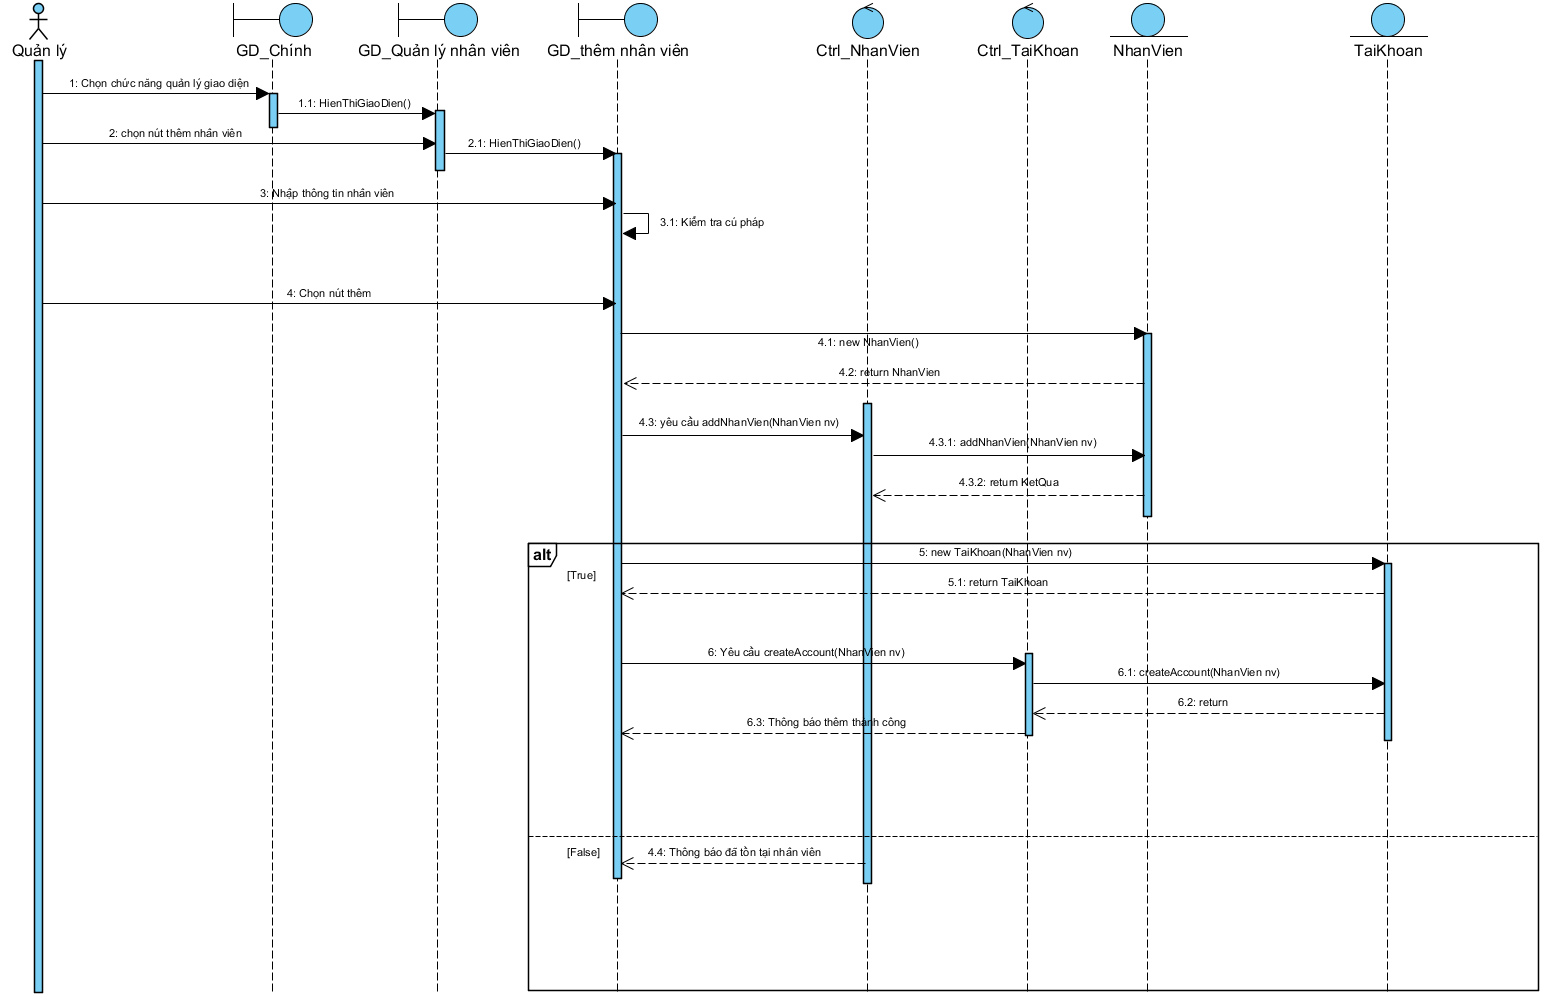 Quản lý
GD_Chính
GD_Quản lý nhân viên
GD_thêm nhân viên
Ctrl_NhanVien
Ctrl_TaiKhoan
NhanVien
TaiKhoan
1: Chọn chức năng quản lý giao diện
1.1: HienThiGiaoDien()
2: chọn nút thêm nhân viên
2.1: HienThiGiaoDien()
3: Nhập thông tin nhân viên
3.1: Kiểm tra cú pháp
4: Chọn nút thêm
4.1: new NhanVien()
4.2: return NhanVien
4.3: yêu cầu addNhanVien(NhanVien nv)
4.3.1: addNhanVien(NhanVien nv)
4.3.2: return KetQua
alt
5: new TaiKhoan(NhanVien nv)
[True]
5.1: return TaiKhoan
6: Yêu cầu createAccount(NhanVien nv)
6.1: createAccount(NhanVien nv)
6.2: return
6.3: Thông báo thêm thành công
[False]
4.4: Thông báo đã tồn tại nhân viên